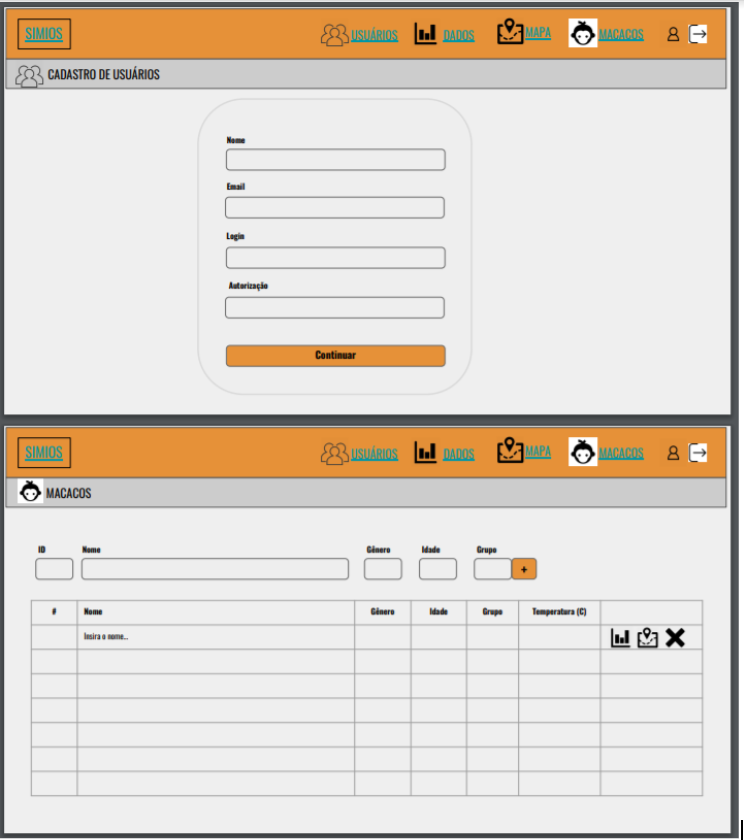 SIMIOS USUÁRIOS DADOS MAPA MACACOS
CADASTRO DE USUÁRIOS
Nome
Email
Login
Autorização
Continuar
SIMIOS USUÁRIOS DADOS MAPA MACACOS
MACACOS
ID Nome Gênero Idade Grupo
+
# Nome Gênero Idade Grupo Temperatura (C)
Insira o nome...